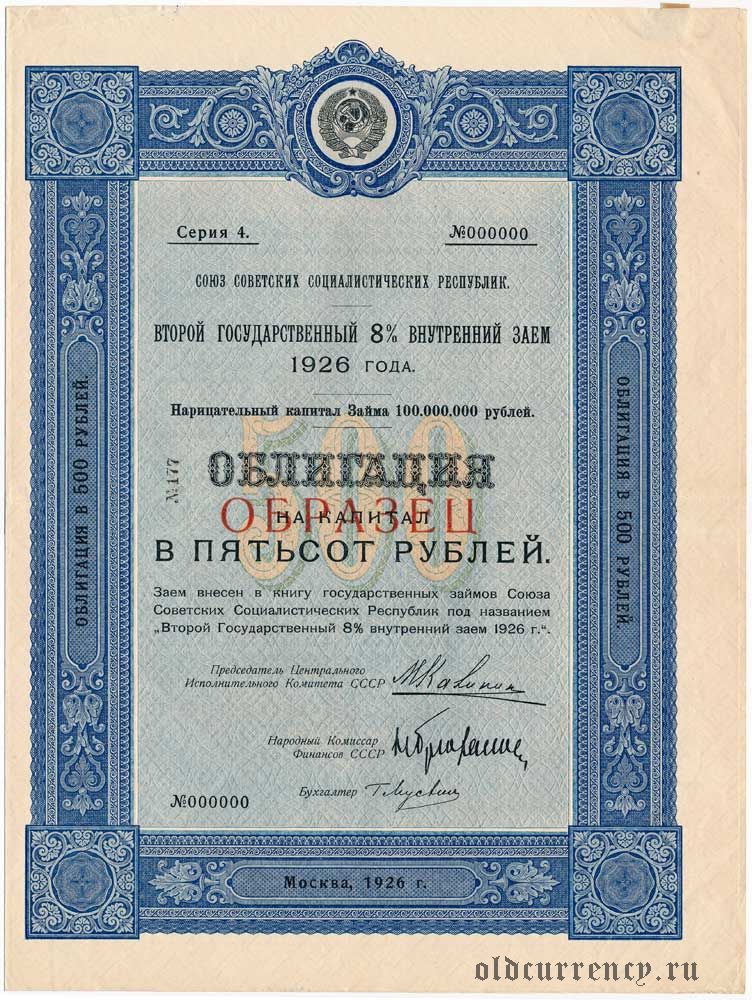 Серия 4.
№000000
СОЮЗ СОВЕТСКИХ СОЦИАЛИСТИЧЕСКИХ РЕСПУБЛИК.
ВТОРОЙ ГОСУДАРСТВЕННЫЙ 8% ВНУТРЕННИЙ ЗАЕМ
1926 ГОДА.
Нарицательный капитал Займа 100.000.000 рублей.
500
№177
ОБЛИГАЦИЯ
ОБРАЗЕЦ
НА КАПИТАЛ
В ПЯТЬСОТ РУБЛЕЙ.
Заем внесен в книгу государственных займов Союза
Советских Социалистических Республик под названием
„Второй Государственный 8% внутренний заем 1926 г.“.
Председатель Центрального
Исполнительного Комитета СССР
МКалинин
Народный Комиссар
Финансов СССР
Бухгалтер
№000000
ОБЛИГАЦИЯ В 500 РУБЛЕЙ.
ОБЛИГАЦИЯ В 500 РУБЛЕЙ.
Москва, 1926 г.
oldcurrency.ru